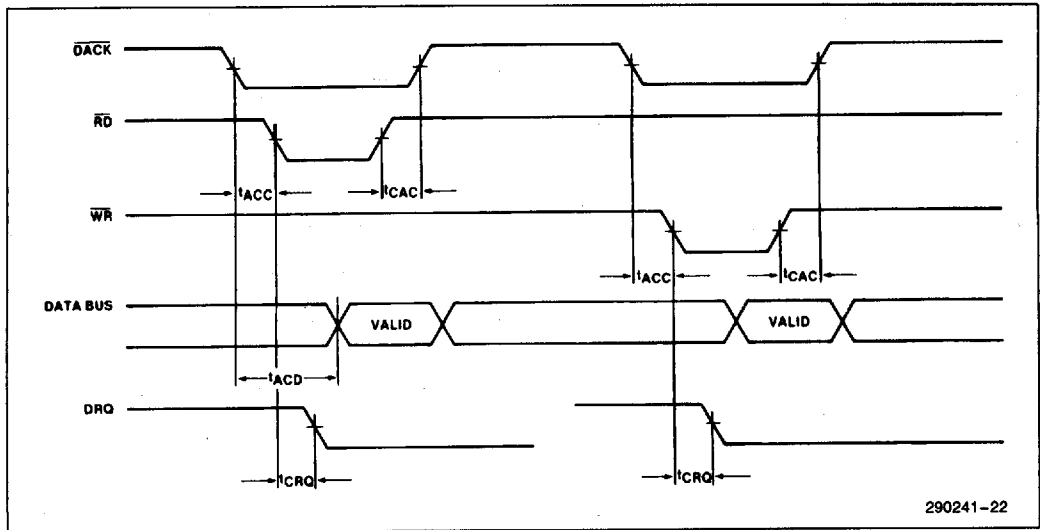 DACK
RD
tACC
tCAC
WR
tACC
tCAC
DATA BUS
VALID
VALID
tACD
DRQ
tCRQ
tCRQ
290241-22